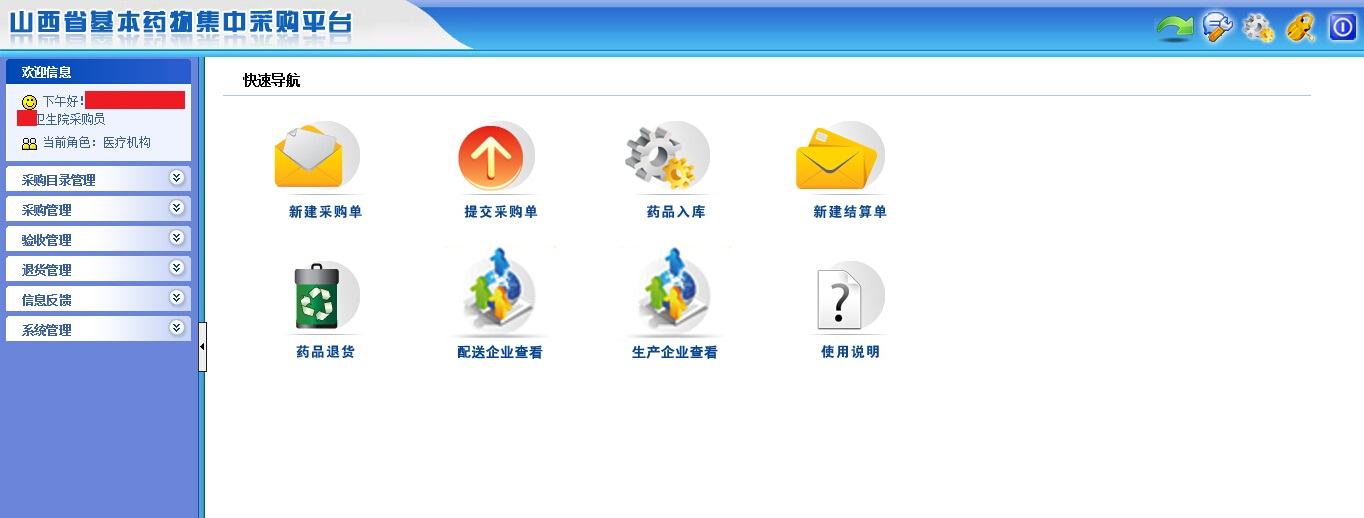 山西省基本药物集中采购平台
欢迎信息
下午好!
卫生院采购员
当前角色：医疗机构
采购目录管理
采购管理
验收管理
退货管理
信息反馈
系统管理
快速导航
新建采购单
提交采购单
药品入库
新建结算单
药品退货
配送企业查看
生产企业查看
使用说明